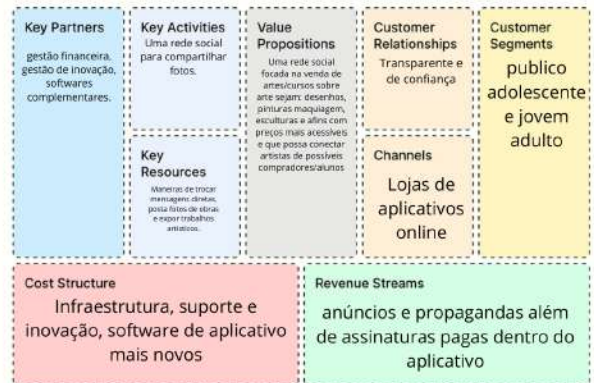 Key Partners
gestão financeira,
gestão de inovação,
softwares
complementares.
Key Activities
Uma rede social
para compartilhar
fotos.
Key
Resources
Maneiras de trocar
mensagens diretas,
posta fotos de obras
e expor trabalhos
artísticos.
Value
Propositions
Uma rede social
focada na venda de
artes/cursos sobre
arte sejam: desenhos,
pinturas maquiagem,
esculturas e afins com
preços mais acessíveis
e que possa conectar
artistas de possíveis
compradores/alunos
Customer
Relationships
Transparente e
de confiança
Channels
Lojas de
aplicativos
online
Customer
Segments
publico
adolescente
e jovem
adulto
Cost Structure
Infraestrutura, suporte e
inovação, software de aplicativo
mais novos
Revenue Streams
anúncios e propagandas além
de assinaturas pagas dentro do
aplicativo